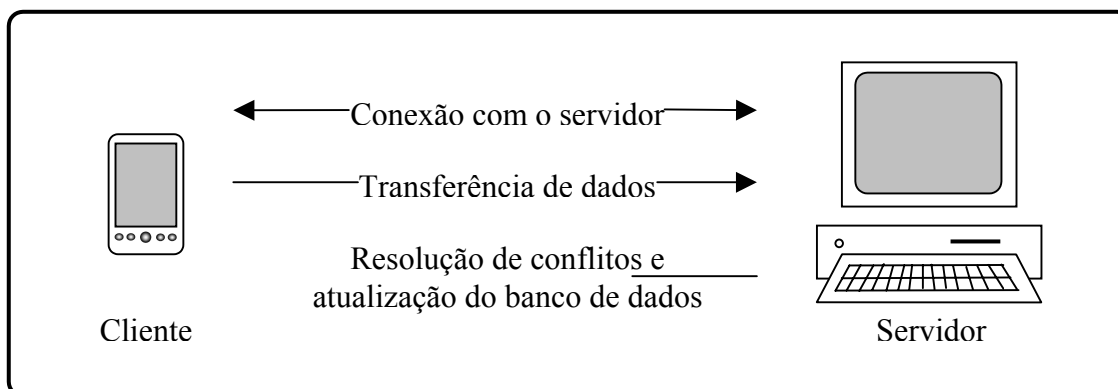 Conexão com o servidor
Transferência de dados
Resolução de conflitos e
atualização do banco de dados
Cliente
Servidor